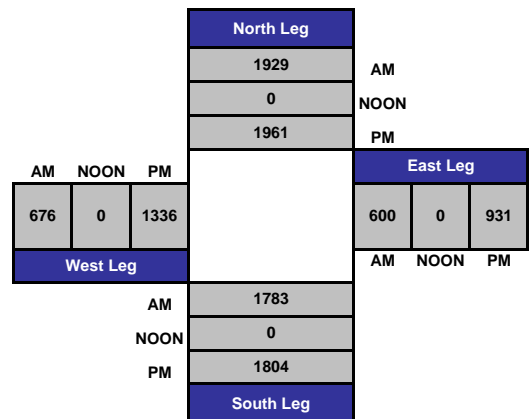 North Leg
1929 AM
0 NOON
1961 PM
AM NOON PM
East Leg
676 0 1336
600 0 931
West Leg
AM NOON PM
AM 1783
NOON 0
PM 1804
South Leg